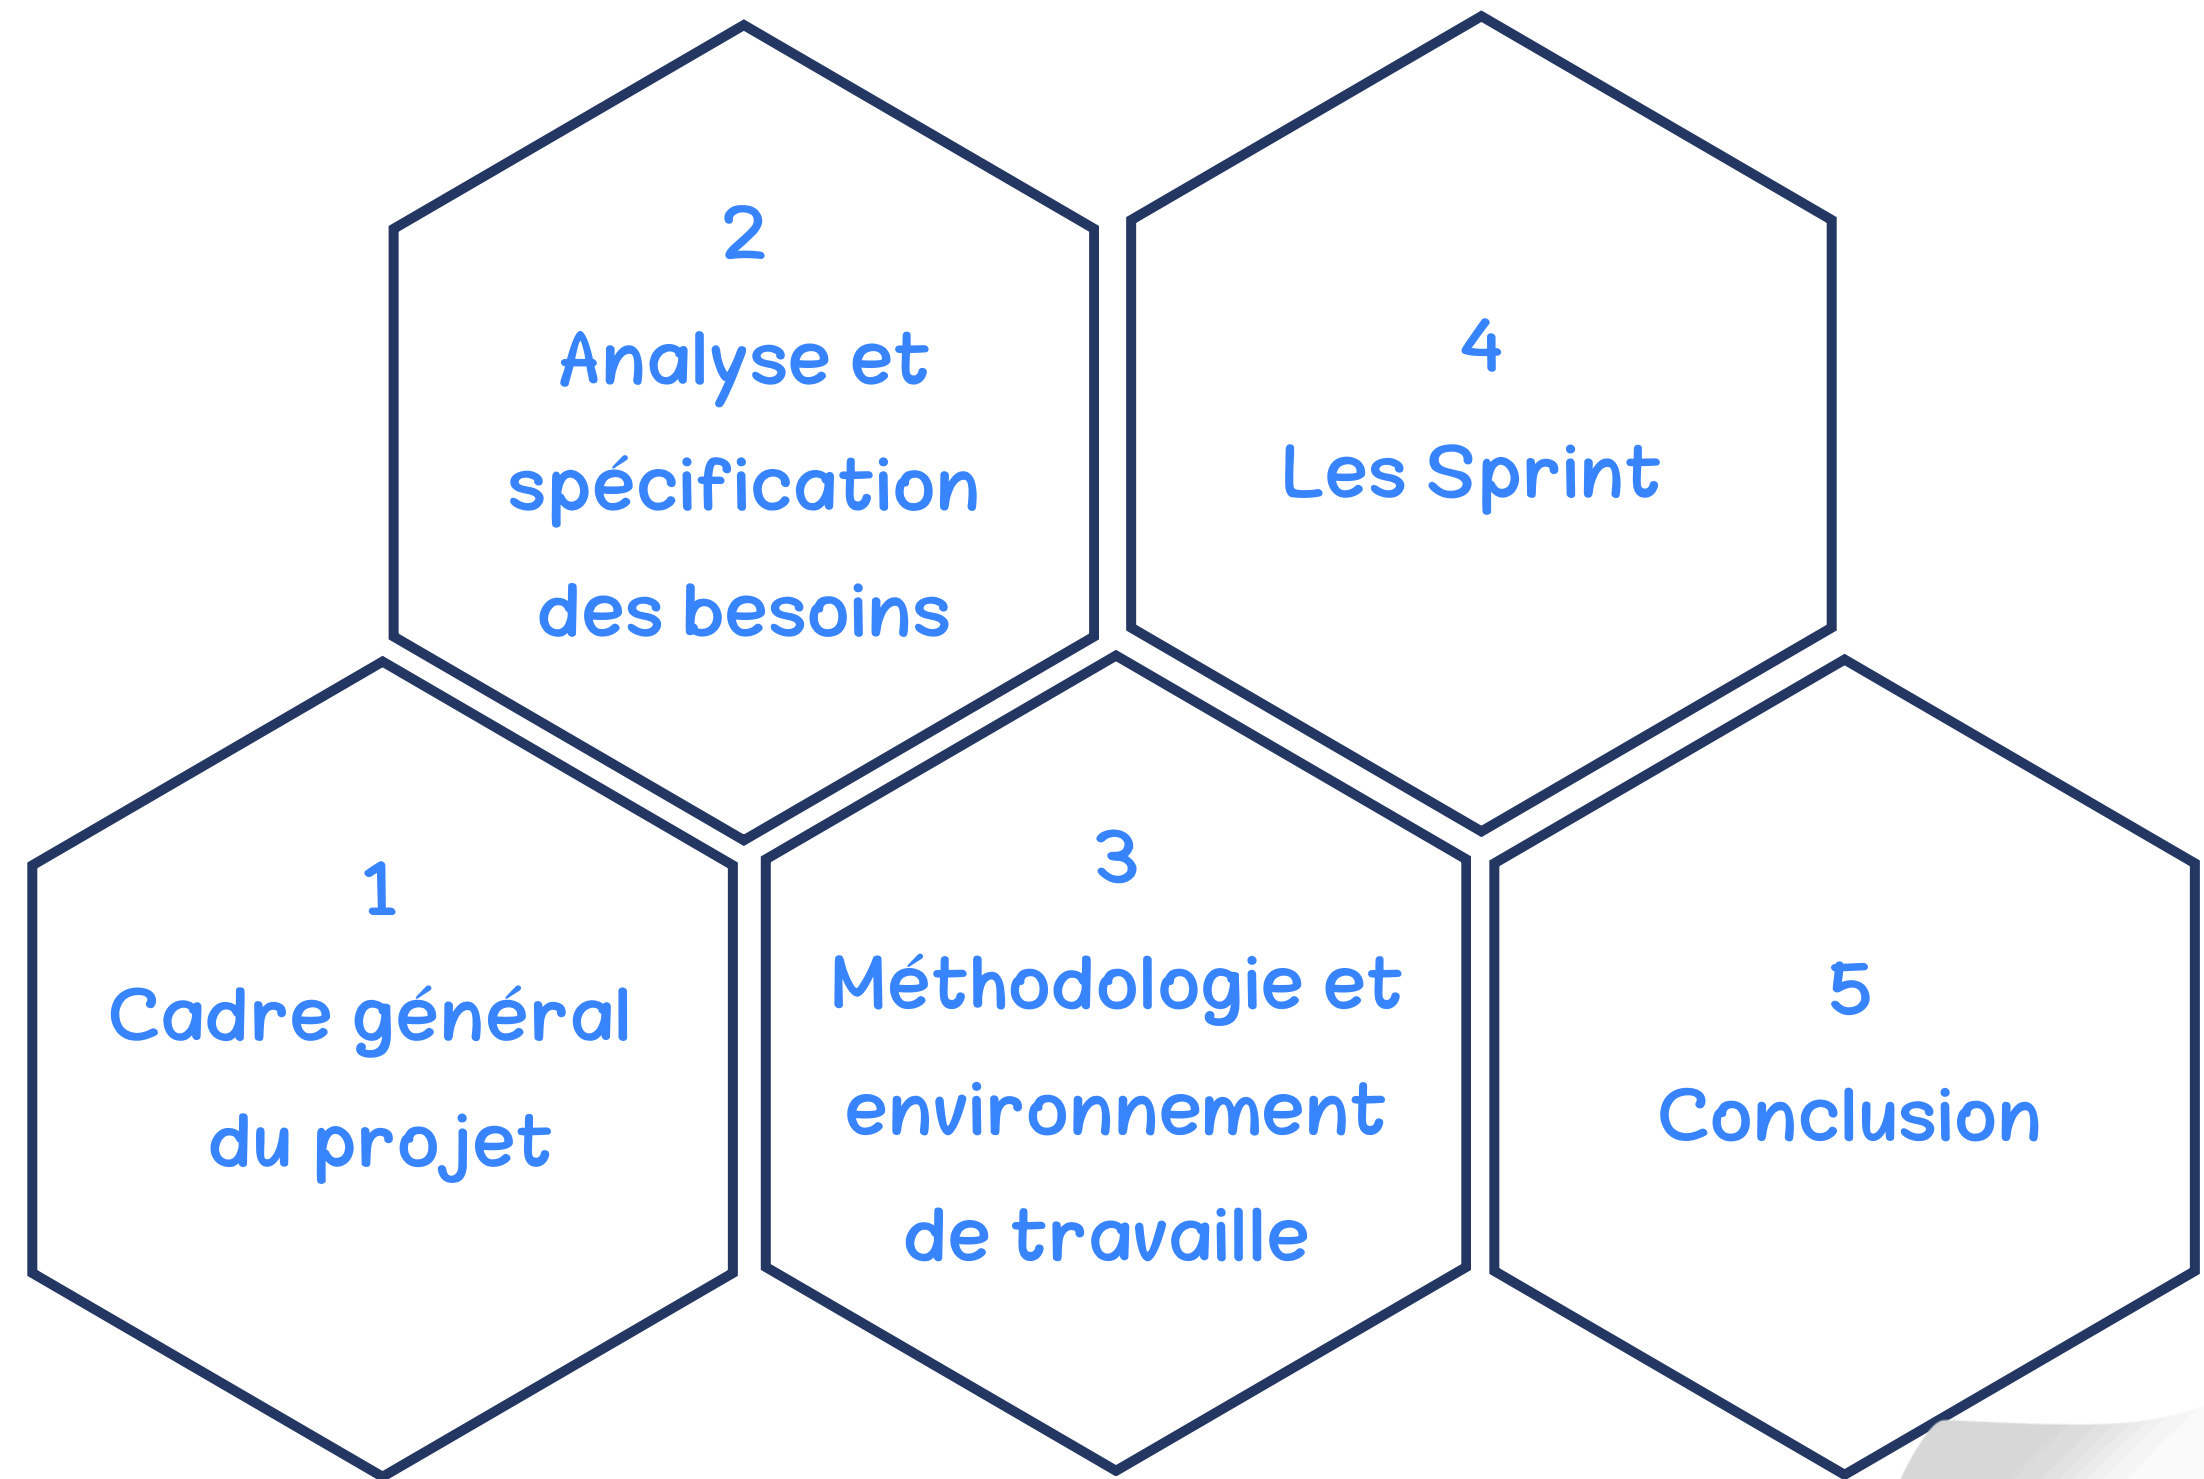 1
Cadre général
du projet
2
Analyse et
spécification
des besoins
3
Méthodologie et
environnement
de travaille
4
Les Sprint
5
Conclusion